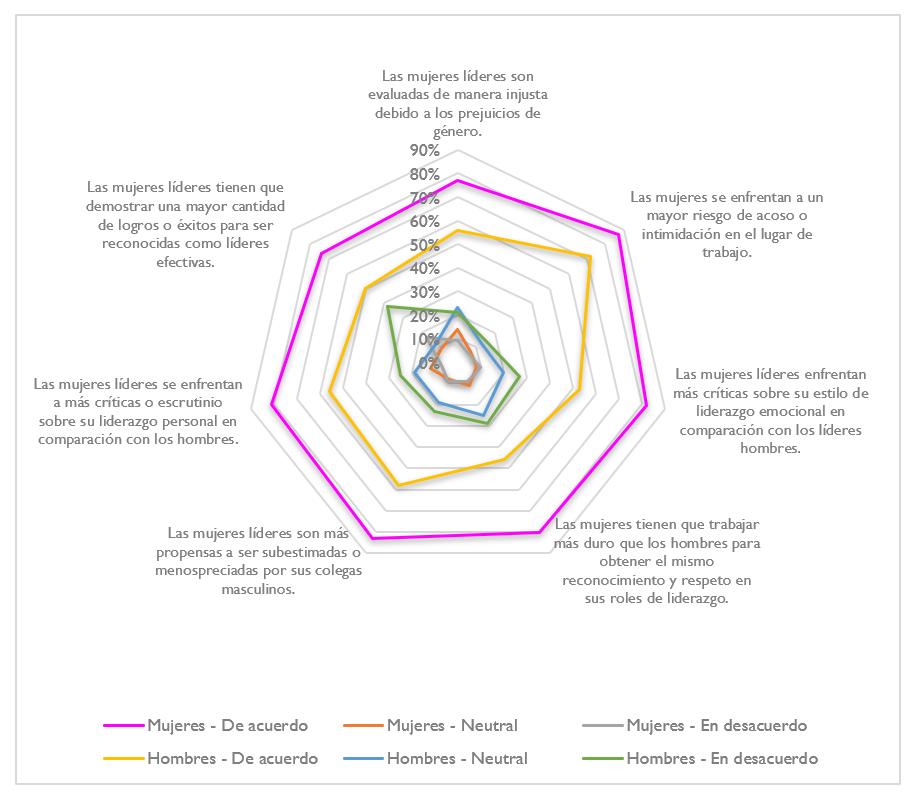 Las mujeres líderes son
evaluadas de manera injusta
debido a los prejuicios de
género.
90%
80%
70%
60%
50%
40%
30%
20%
10%
0%
Las mujeres se enfrentan a un
mayor riesgo de acoso o
intimidación en el lugar de
trabajo.
Las mujeres líderes enfrentan
más críticas sobre su estilo de
liderazgo emocional en
comparación con los líderes
hombres.
Las mujeres tienen que trabajar
más duro que los hombres para
obtener el mismo
reconocimiento y respeto en
sus roles de liderazgo.
Las mujeres líderes son más
propensas a ser subestimadas o
menospreciadas por sus colegas
masculinos.
Las mujeres líderes se enfrentan
a más críticas o escrutinio
sobre su liderazgo personal en
comparación con los hombres.
Las mujeres líderes tienen que
demostrar una mayor cantidad
de logros o éxitos para ser
reconocidas como líderes
efectivas.
Mujeres - De acuerdo
Mujeres - Neutral
Mujeres - En desacuerdo
Hombres - De acuerdo
Hombres - Neutral
Hombres - En desacuerdo